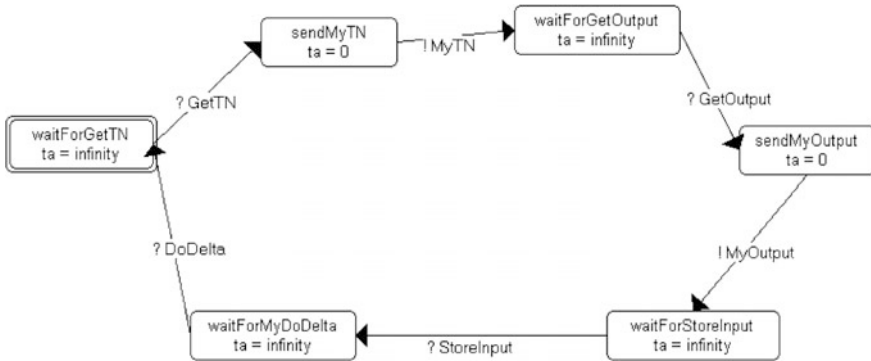 sendMyTN
ta = 0
! MyTN
waitForGetOutput
ta = infinity
? GetTN
? GetOutput
waitForGetTN
ta = infinity
sendMyOutput
ta = 0
? DoDelta
! MyOutput
waitForMyDoDelta
ta = infinity
? StoreInput
waitForStoreInput
ta = infinity